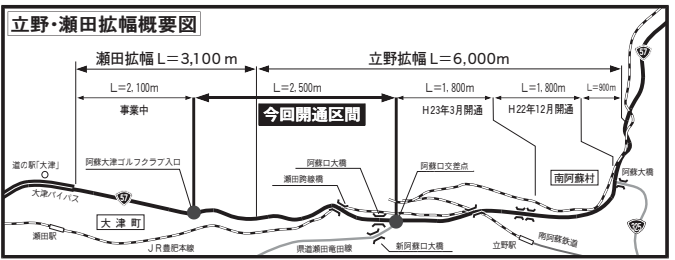 立野・瀬田拡幅概要図
瀬田拡幅 L=3,100m
立野拡幅 L=6,000m
L=2.100m
L=2.500m
L=1.800m
L=1.800m
L=900m
事業中
今回開通区間
H23年3月開通
H22年12月開通
57
道の駅「大津」
阿蘇大津ゴルフクラブ入口
阿蘇口大橋
瀬田跨線橋
阿蘇口交差点
南阿蘇村
阿蘇大橋
大津バイパス
57
大津町
瀬田駅
JR豊肥本線
県道瀬田竜田線
新阿蘇口大橋
立野駅
南阿蘇鉄道
325